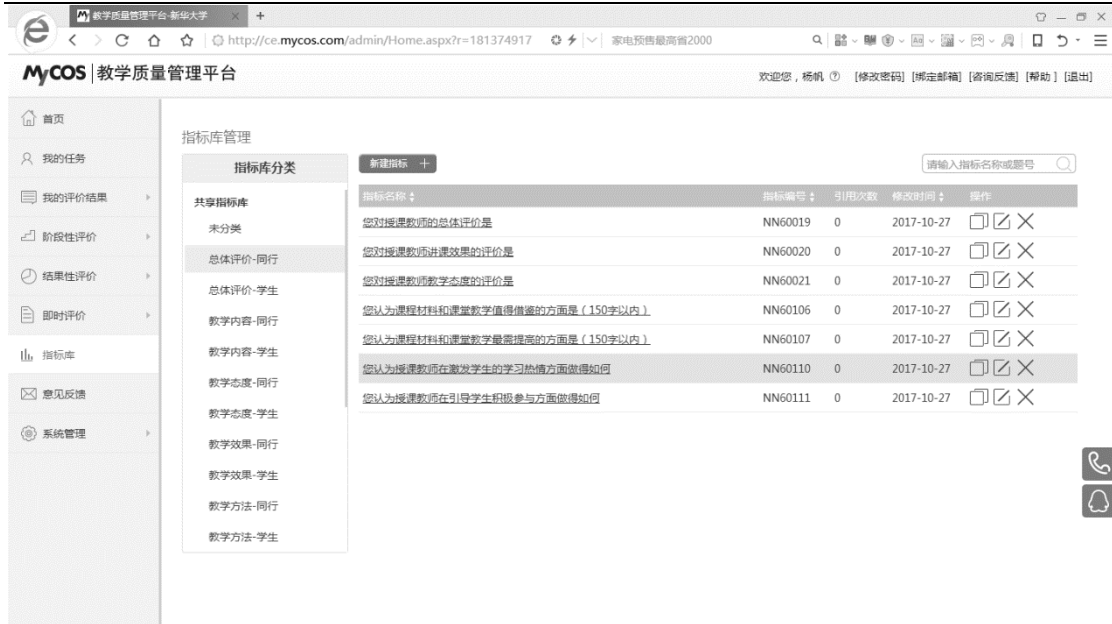 教学质量管理平台-新华大学
http://ce.mycos.com/admin/Home.aspx?r=181374917 家电预售最高省2000
MyCOS 教学质量管理平台
欢迎您，杨帆 [修改密码] [绑定邮箱] [咨询反馈] [帮助] [退出]
首页
我的任务
我的评价结果
阶段性评价
结果性评价
即时评价
指标库
意见反馈
系统管理
指标库管理
指标库分类
共享指标库
未分类
总体评价-同行
总体评价-学生
教学内容-同行
教学内容-学生
教学态度-同行
教学态度-学生
教学效果-同行
教学效果-学生
教学方法-同行
教学方法-学生
新建指标 +
请输入指标名称或题号
指标名称 指标编号 引用次数 修改时间 操作
您对授课教师的总体评价是 NN60019 0 2017-10-27
您对授课教师讲课效果的评价是 NN60020 0 2017-10-27
您对授课教师教学态度的评价是 NN60021 0 2017-10-27
您认为课程材料和课堂教学值得借鉴的方面是（150字以内） NN60106 0 2017-10-27
您认为课程材料和课堂教学最需提高的方面是（150字以内） NN60107 0 2017-10-27
您认为授课教师在激发学生的学习热情方面做得如何 NN60110 0 2017-10-27
您认为授课教师在引导学生积极参与方面做得如何 NN60111 0 2017-10-27